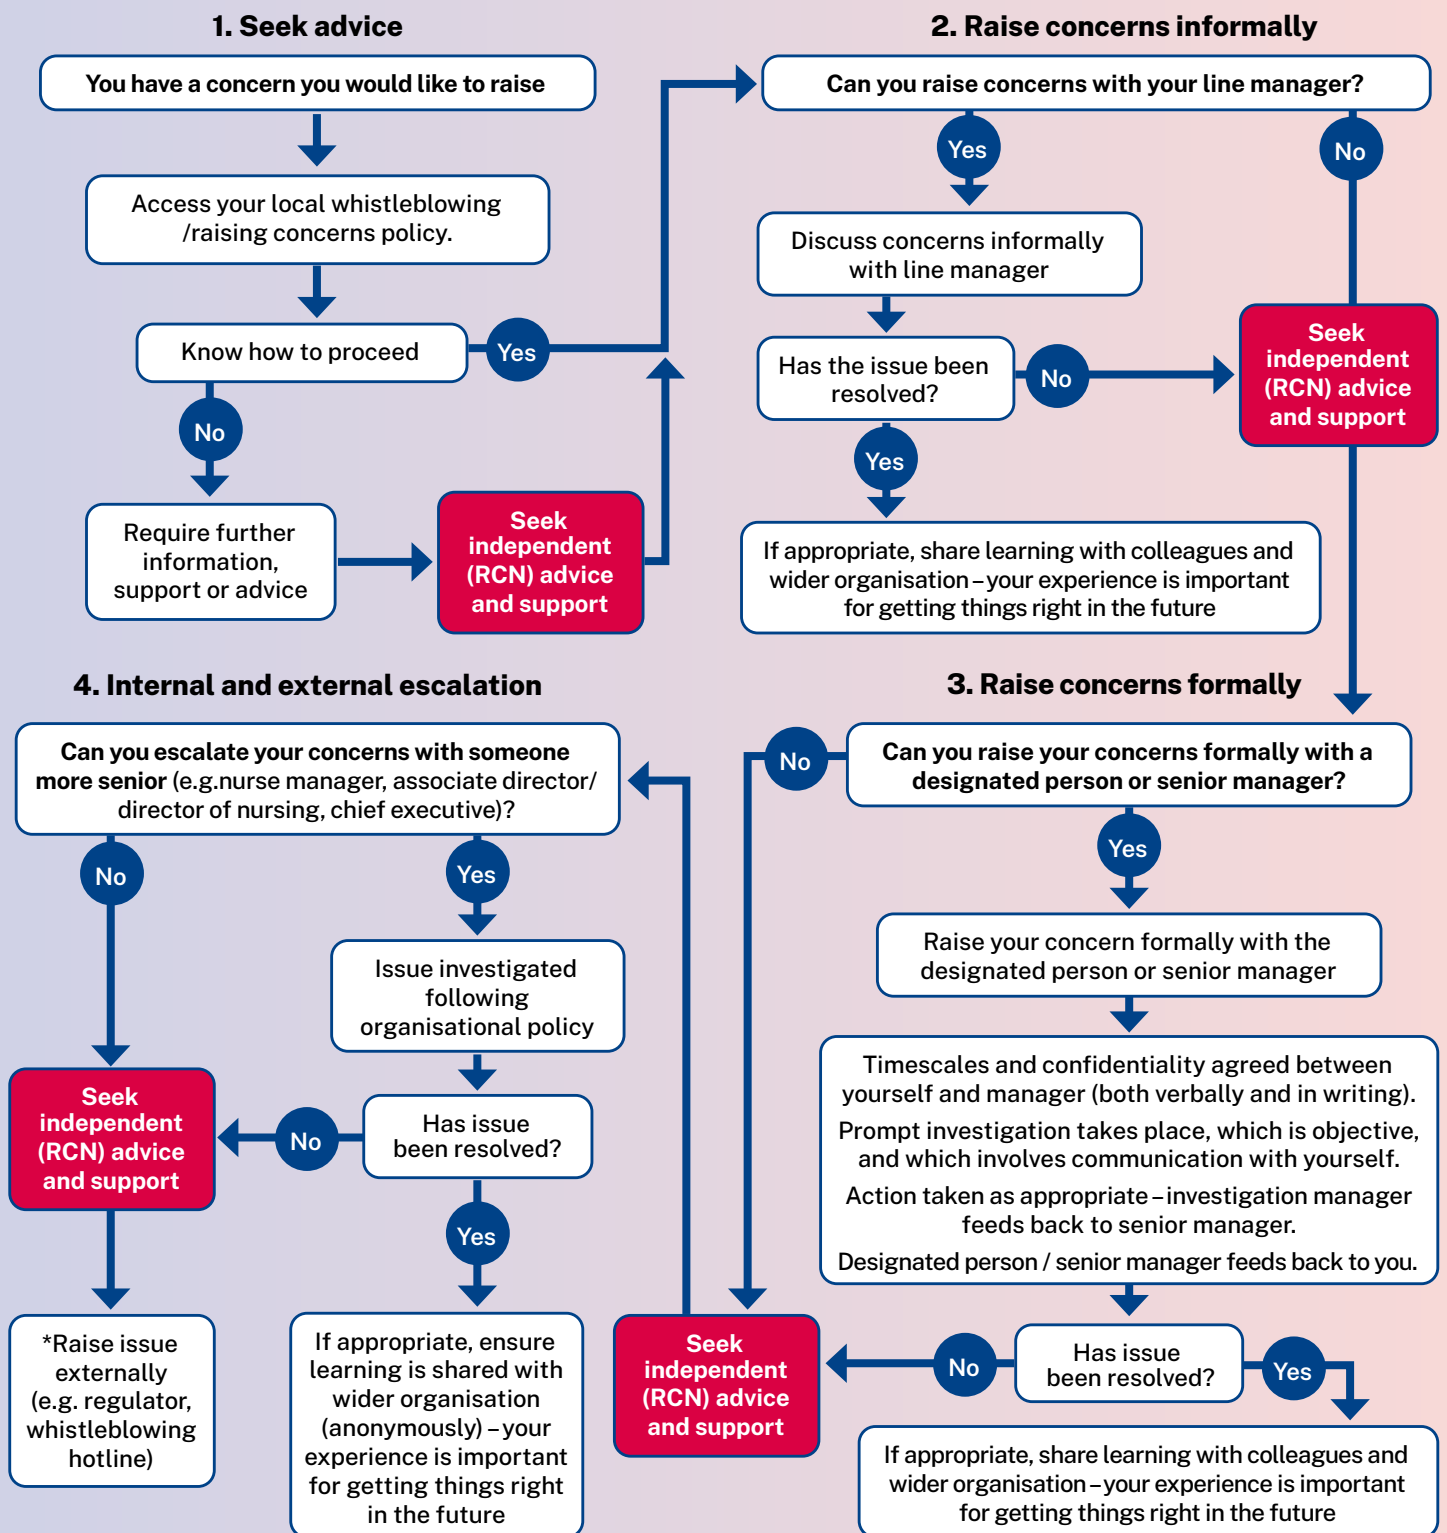 1. Seek advice
You have a concern you would like to raise
Access your local whistleblowing
/raising concerns policy.
Know how to proceed
Yes
No
Require further
information,
support or advice
Seek
independent
(RCN) advice
and support
2. Raise concerns informally
Can you raise concerns with your line manager?
Yes
No
Discuss concerns informally
with line manager
Has the issue been
resolved?
No
Seek
independent
(RCN) advice
and support
Yes
If appropriate, share learning with colleagues and
wider organisation – your experience is important
for getting things right in the future
3. Raise concerns formally
Can you raise your concerns formally with a
designated person or senior manager?
No
Yes
Raise your concern formally with the
designated person or senior manager
Timescales and confidentiality agreed between
yourself and manager (both verbally and in writing).
Prompt investigation takes place, which is objective,
and which involves communication with yourself.
Action taken as appropriate – investigation manager
feeds back to senior manager.
Designated person / senior manager feeds back to you.
Has issue
been resolved?
No
Yes
Seek
independent
(RCN) advice
and support
If appropriate, share learning with colleagues and
wider organisation – your experience is important
for getting things right in the future
4. Internal and external escalation
Can you escalate your concerns with someone
more senior (e.g.nurse manager, associate director/
director of nursing, chief executive)?
No
Yes
Issue investigated
following
organisational policy
Has issue
been resolved?
No
Seek
independent
(RCN) advice
and support
Yes
*Raise issue
externally
(e.g. regulator,
whistleblowing
hotline)
If appropriate, ensure
learning is shared with
wider organisation
(anonymously) – your
experience is important
for getting things right
in the future